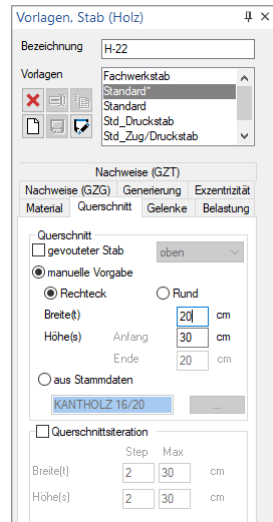 Vorlagen, Stab (Holz)
Bezeichnung H-22
Vorlagen
Fachwerkstab
Standard*
Standard
Std_Druckstab
Std_Zug/Druckstab
Nachweise (GZT)
Nachweise (GZG) Generierung Exzentrizität
Material Querschnitt Gelenke Belastung
Querschnitt
gevouteter Stab oben
manuelle Vorgabe
Rechteck Rund
Breite(t) 20 cm
Höhe(s) Anfang 30 cm
Ende 20 cm
aus Stammdaten
KANTHOLZ 16/20 ...
Querschnittsiteration
Step Max
Breite(t) 2 30 cm
Höhe(s) 2 30 cm